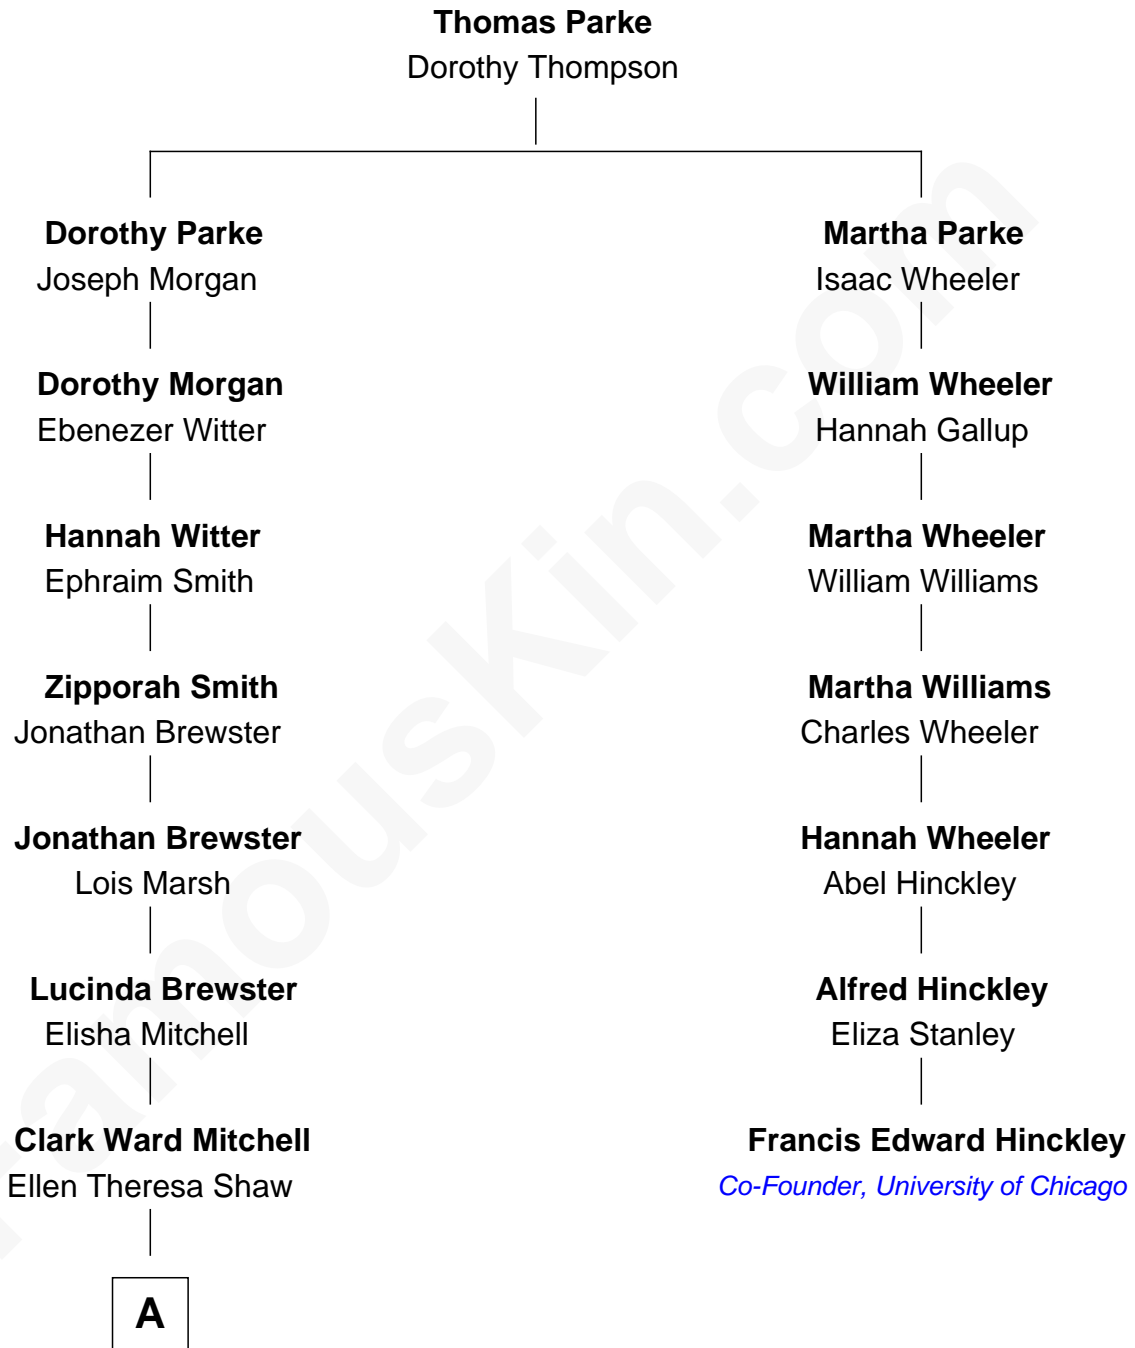 Thomas Parke
Dorothy Thompson
Dorothy Parke
Joseph Morgan
Martha Parke
Isaac Wheeler
Dorothy Morgan
Ebenezer Witter
William Wheeler
Hannah Gallup
Hannah Witter
Ephraim Smith
Martha Wheeler
William Williams
Zipporah Smith
Jonathan Brewster
Martha Williams
Charles Wheeler
Jonathan Brewster
Lois Marsh
Hannah Wheeler
Abel Hinckley
Lucinda Brewster
Elisha Mitchell
Alfred Hinckley
Eliza Stanley
Clark Ward Mitchell
Ellen Theresa Shaw
Francis Edward Hinckley
Co-Founder, University of Chicago
A
FamousKin.com